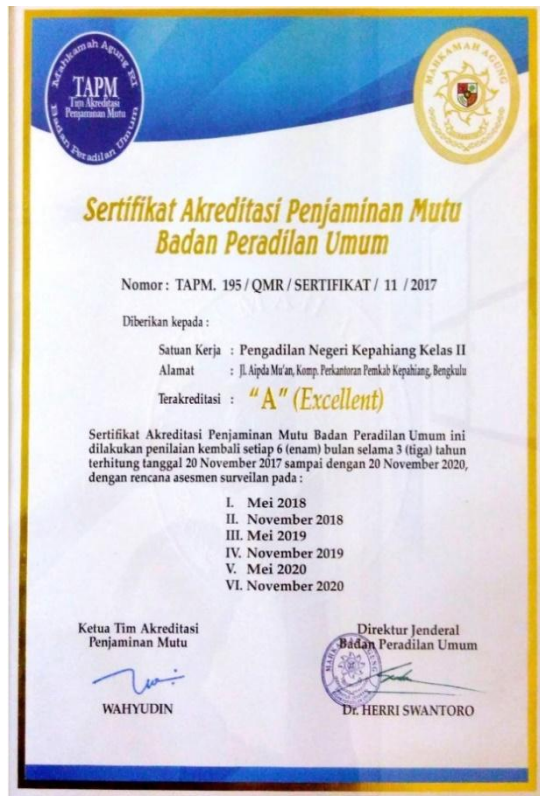 Mahkamah Agung RI
TAPM
Tim Akreditasi
Penjaminan Mutu
Badan Peradilan Umum
MAHKAMAH AGUNG
Sertifikat Akreditasi Penjaminan Mutu
Badan Peradilan Umum
Nomor : TAPM. 195 / QMR / SERTIFIKAT / 11 / 2017
Diberikan kepada :
Satuan Kerja : Pengadilan Negeri Kepahiang Kelas II
Alamat : Jl. Aipda Mu'an, Komp. Perkantoran Pemkab Kepahiang, Bengkulu
Terakreditasi : "A" (Excellent)
Sertifikat Akreditasi Penjaminan Mutu Badan Peradilan Umum ini
dilakukan penilaian kembali setiap 6 (enam) bulan selama 3 (tiga) tahun
terhitung tanggal 20 November 2017 sampai dengan 20 November 2020,
dengan rencana asesmen surveilan pada :
I. Mei 2018
II. November 2018
III. Mei 2019
IV. November 2019
V. Mei 2020
VI. November 2020
Ketua Tim Akreditasi
Penjaminan Mutu
WAHYUDIN
Direktur Jenderal
Badan Peradilan Umum
MAHKAMAH AGUNG
Dr. HERRI SWANTORO